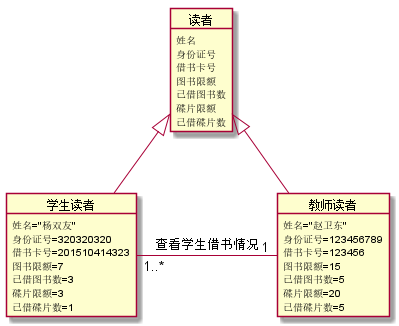 读者
姓名
身份证号
借书卡号
图书限额
已借图书数
碟片限额
已借碟片数
学生读者
姓名="杨双友"
身份证号=320320320
借书卡号=201510414323
图书限额=7
已借图书数=3
碟片限额=3
已借碟片数=1
查看学生借书情况
1
1..*
教师读者
姓名="赵卫东"
身份证号=123456789
借书卡号=123456
图书限额=15
已借图书数=5
碟片限额=20
已借碟片数=5